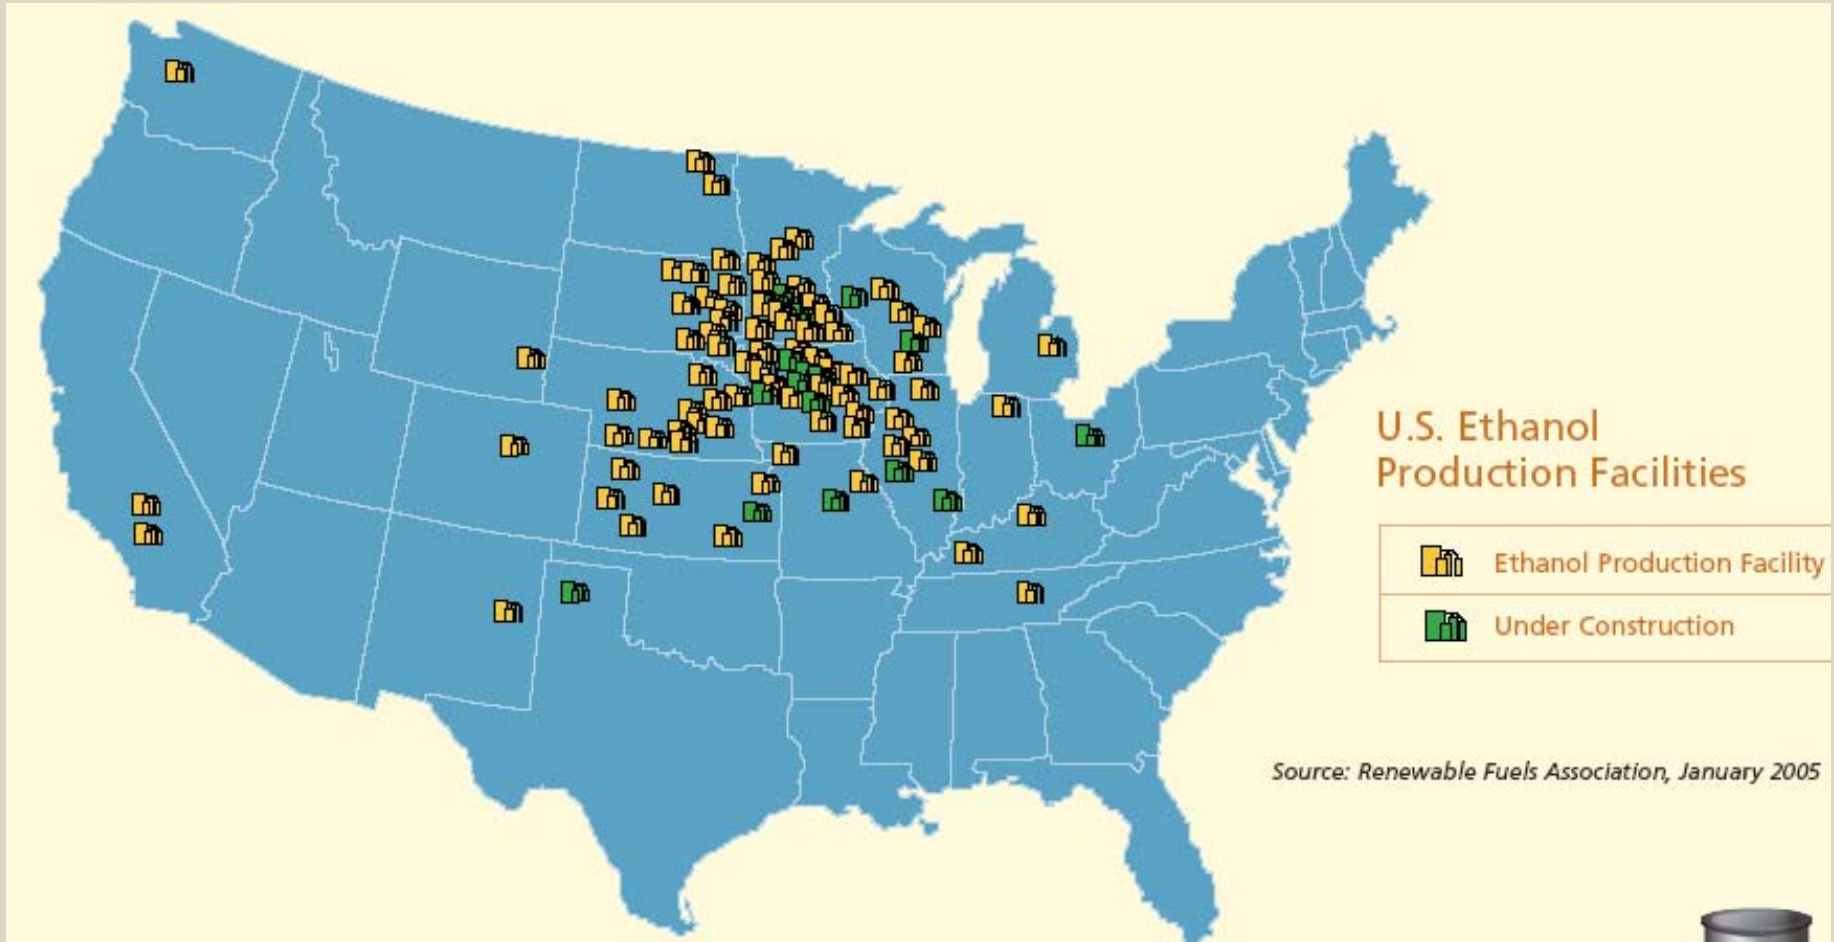 U.S. Ethanol
Production Facilities
Ethanol Production Facility
Under Construction
Source: Renewable Fuels Association, January 2005